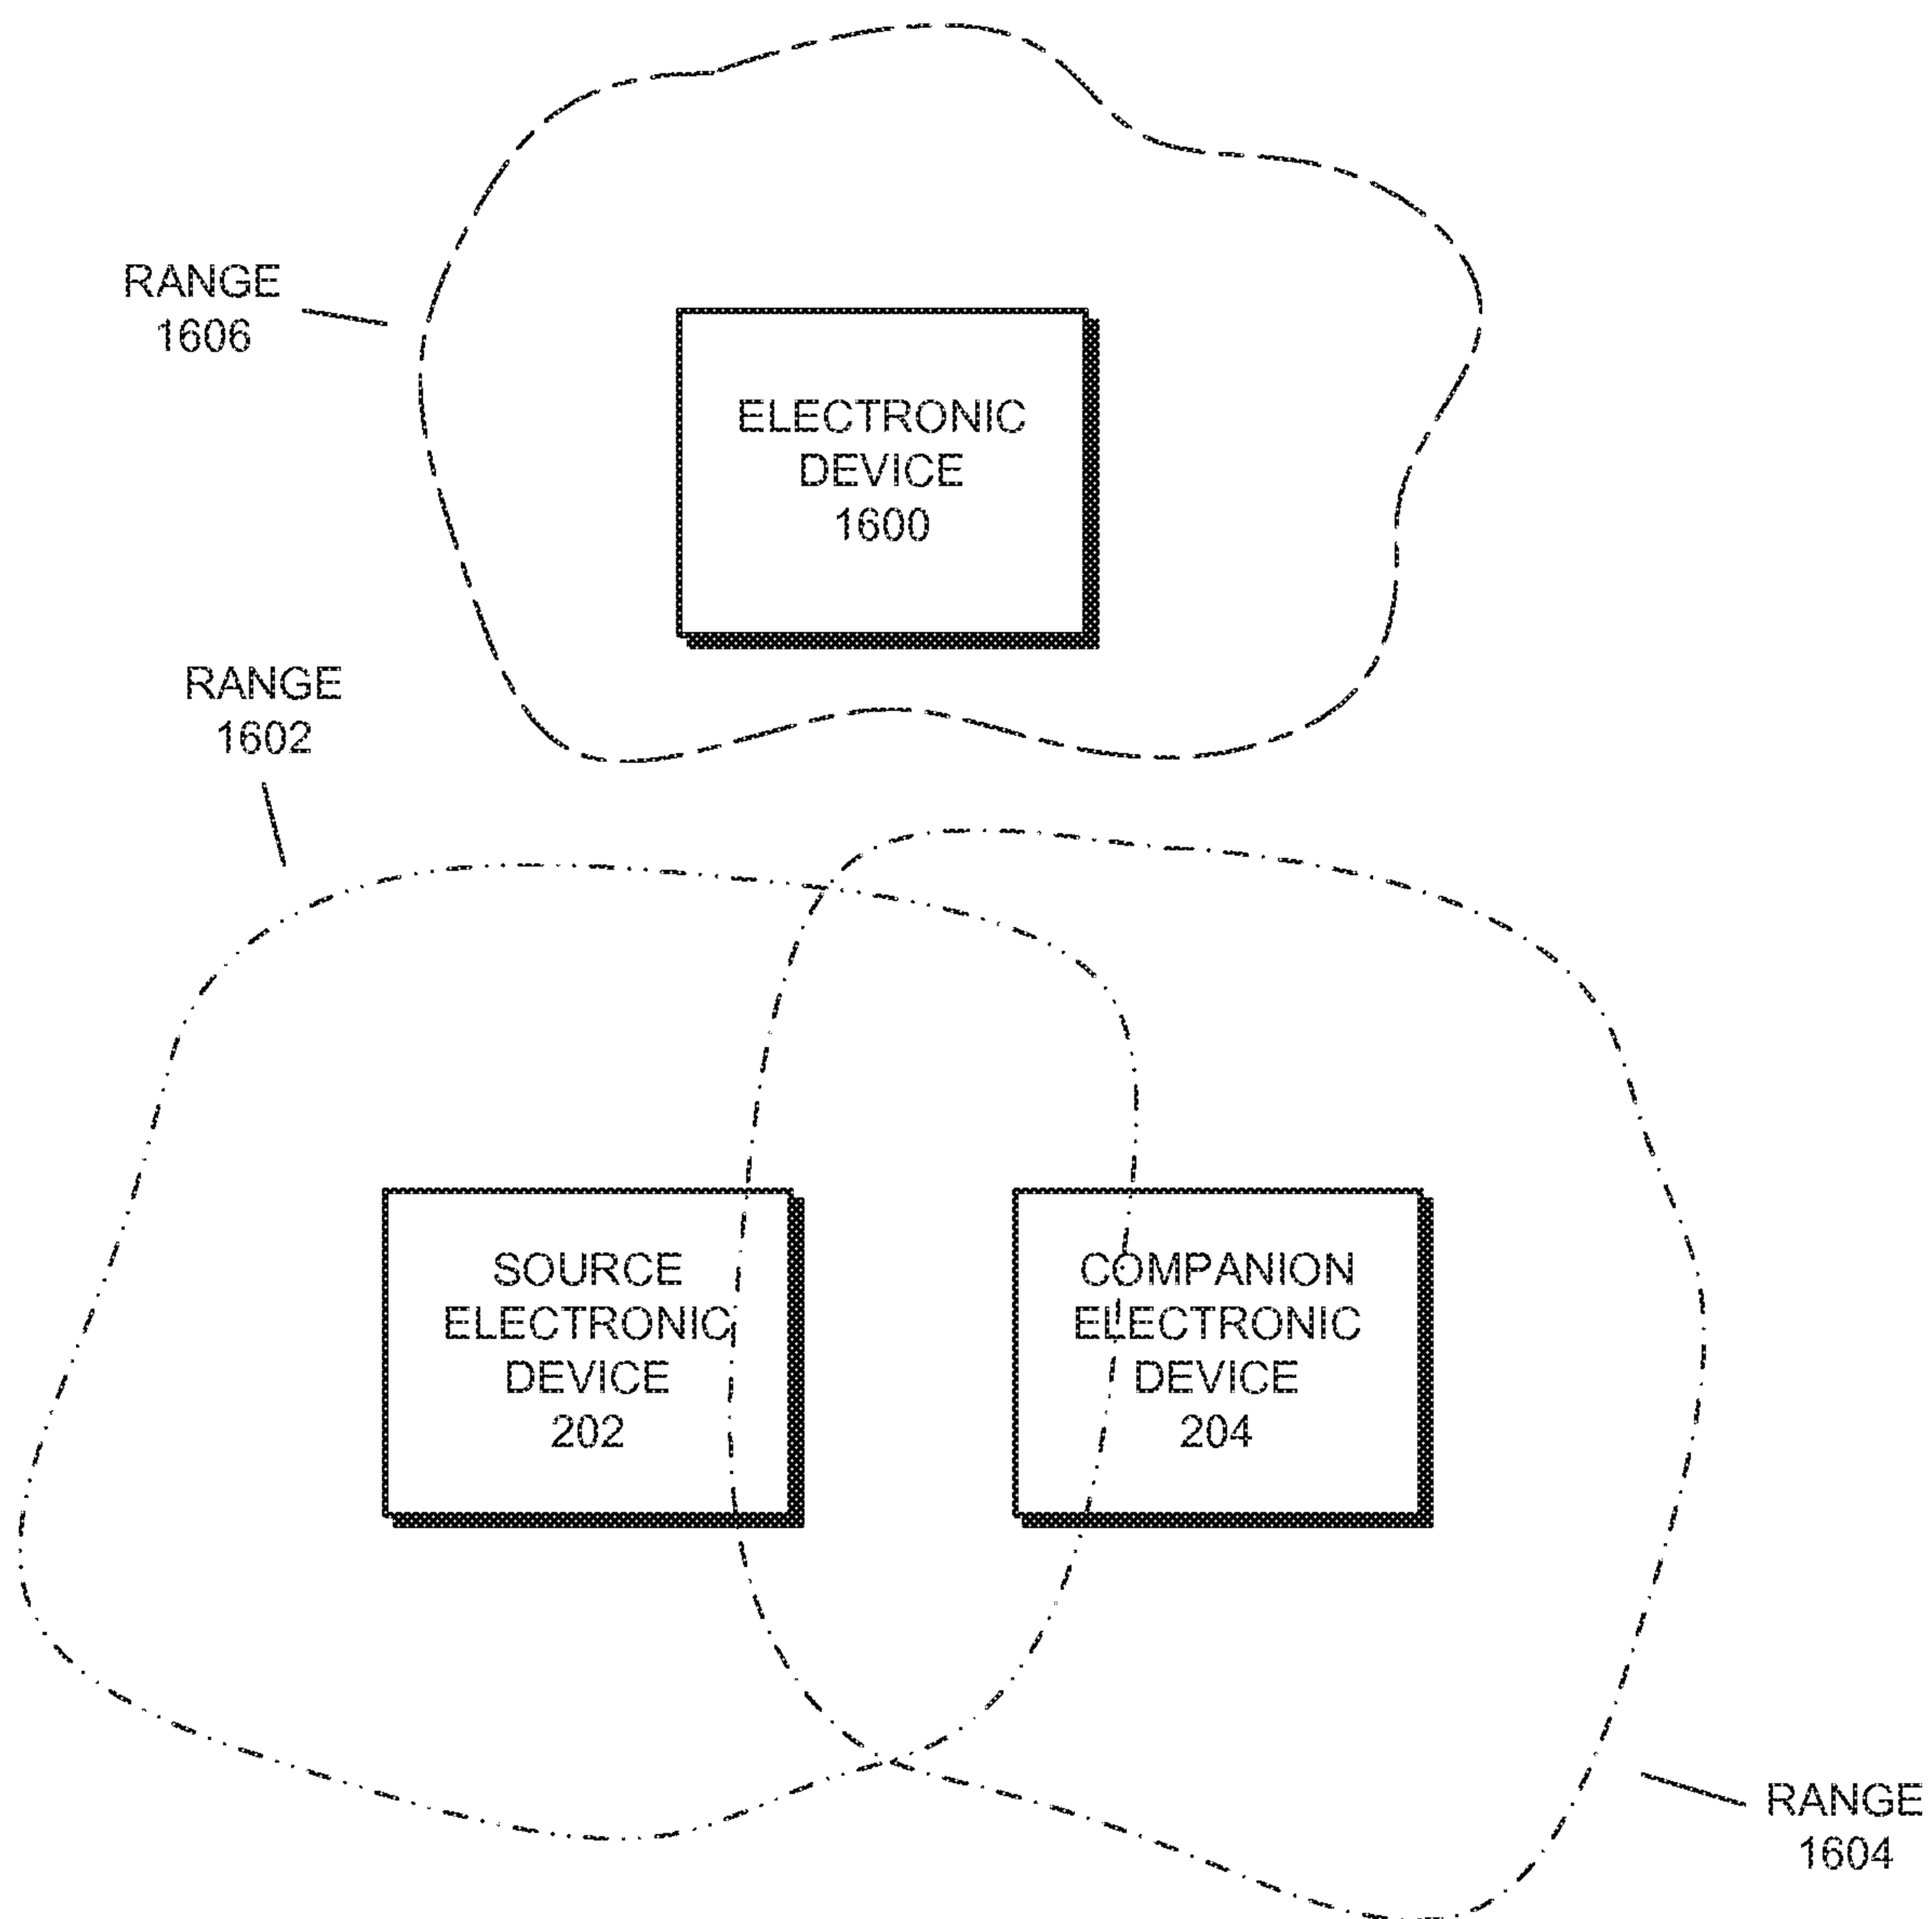 RANGE
1606
ELECTRONIC
DEVICE
1600
RANGE
1602
SOURCE
ELECTRONIC
DEVICE
202
COMPANION
ELECTRONIC
DEVICE
204
RANGE
1604